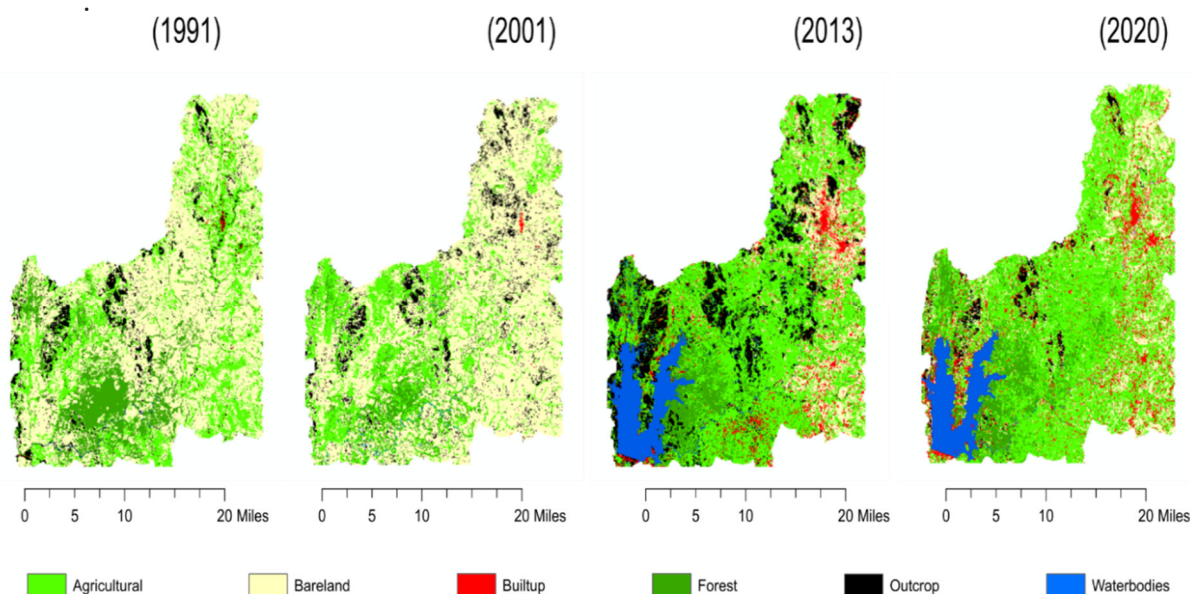 (1991) (2001) (2013) (2020)
0 5 10 20 Miles 0 5 10 20 Miles 0 5 10 20 Miles 0 5 10 20 Miles
Agricultural Bareland Builtup Forest Outcrop Waterbodies